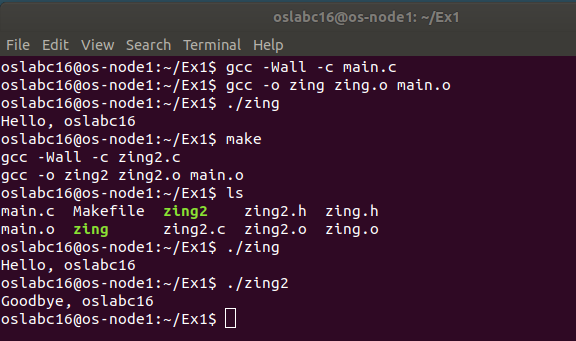 oslabc16@os-node1: ~/Ex1
File Edit View Search Terminal Help
oslabc16@os-node1:~/Ex1$ gcc -Wall -c main.c
oslabc16@os-node1:~/Ex1$ gcc -o zing zing.o main.o
oslabc16@os-node1:~/Ex1$ ./zing
Hello, oslabc16
oslabc16@os-node1:~/Ex1$ make
gcc -Wall -c zing2.c
gcc -o zing2 zing2.o main.o
oslabc16@os-node1:~/Ex1$ ls
main.c  Makefile  zing2    zing2.h  zing.h
main.o  zing      zing2.c  zing2.o  zing.o
oslabc16@os-node1:~/Ex1$ ./zing
Hello, oslabc16
oslabc16@os-node1:~/Ex1$ ./zing2
Goodbye, oslabc16
oslabc16@os-node1:~/Ex1$